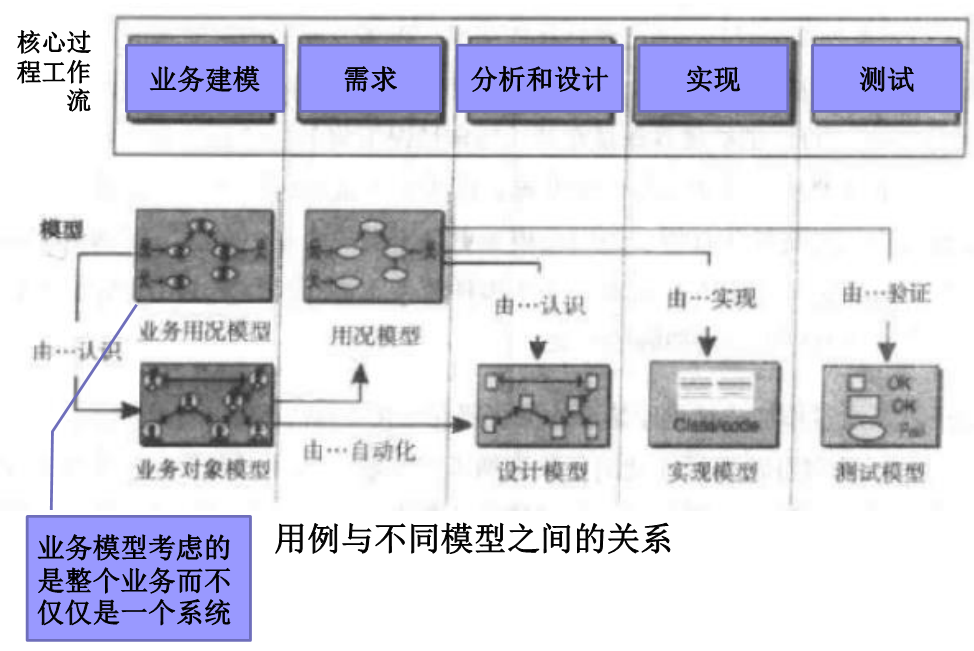 核心过
程工作
流
业务建模
需求
分析和设计
实现
测试
模型
业务用况模型
用况模型
由…认识
由…认识
由…实现
由…验证
OK
OK
Fail
Class/code
由…自动化
业务对象模型
设计模型
实现模型
测试模型
业务模型考虑的
是整个业务而不
仅仅是一个系统
用例与不同模型之间的关系